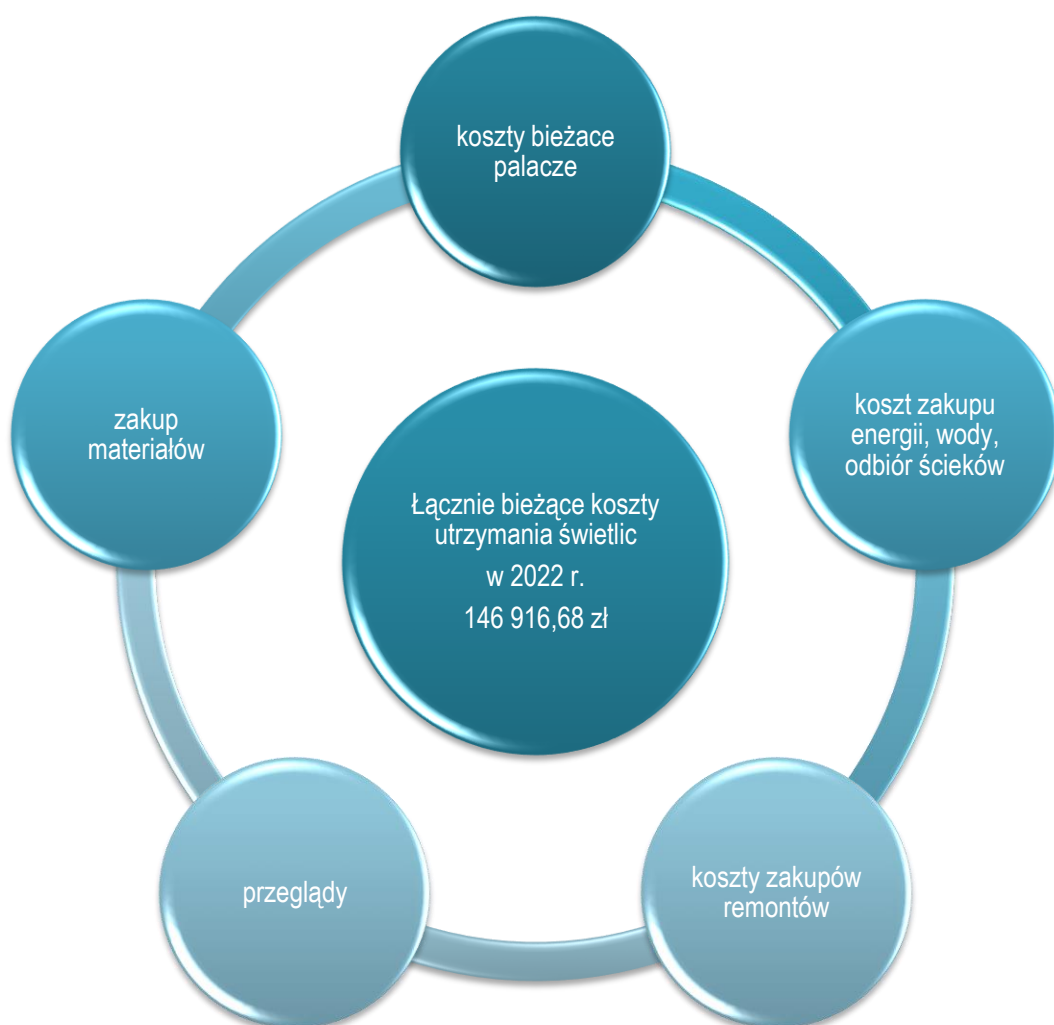 koszty bieżace
palacze
koszt zakupu
energii, wody,
odbiór ścieków
zakup
materiałów
Łącznie bieżące koszty
utrzymania świetlic
w 2022 r.
146 916,68 zł
koszty zakupów
remontów
przeglądy